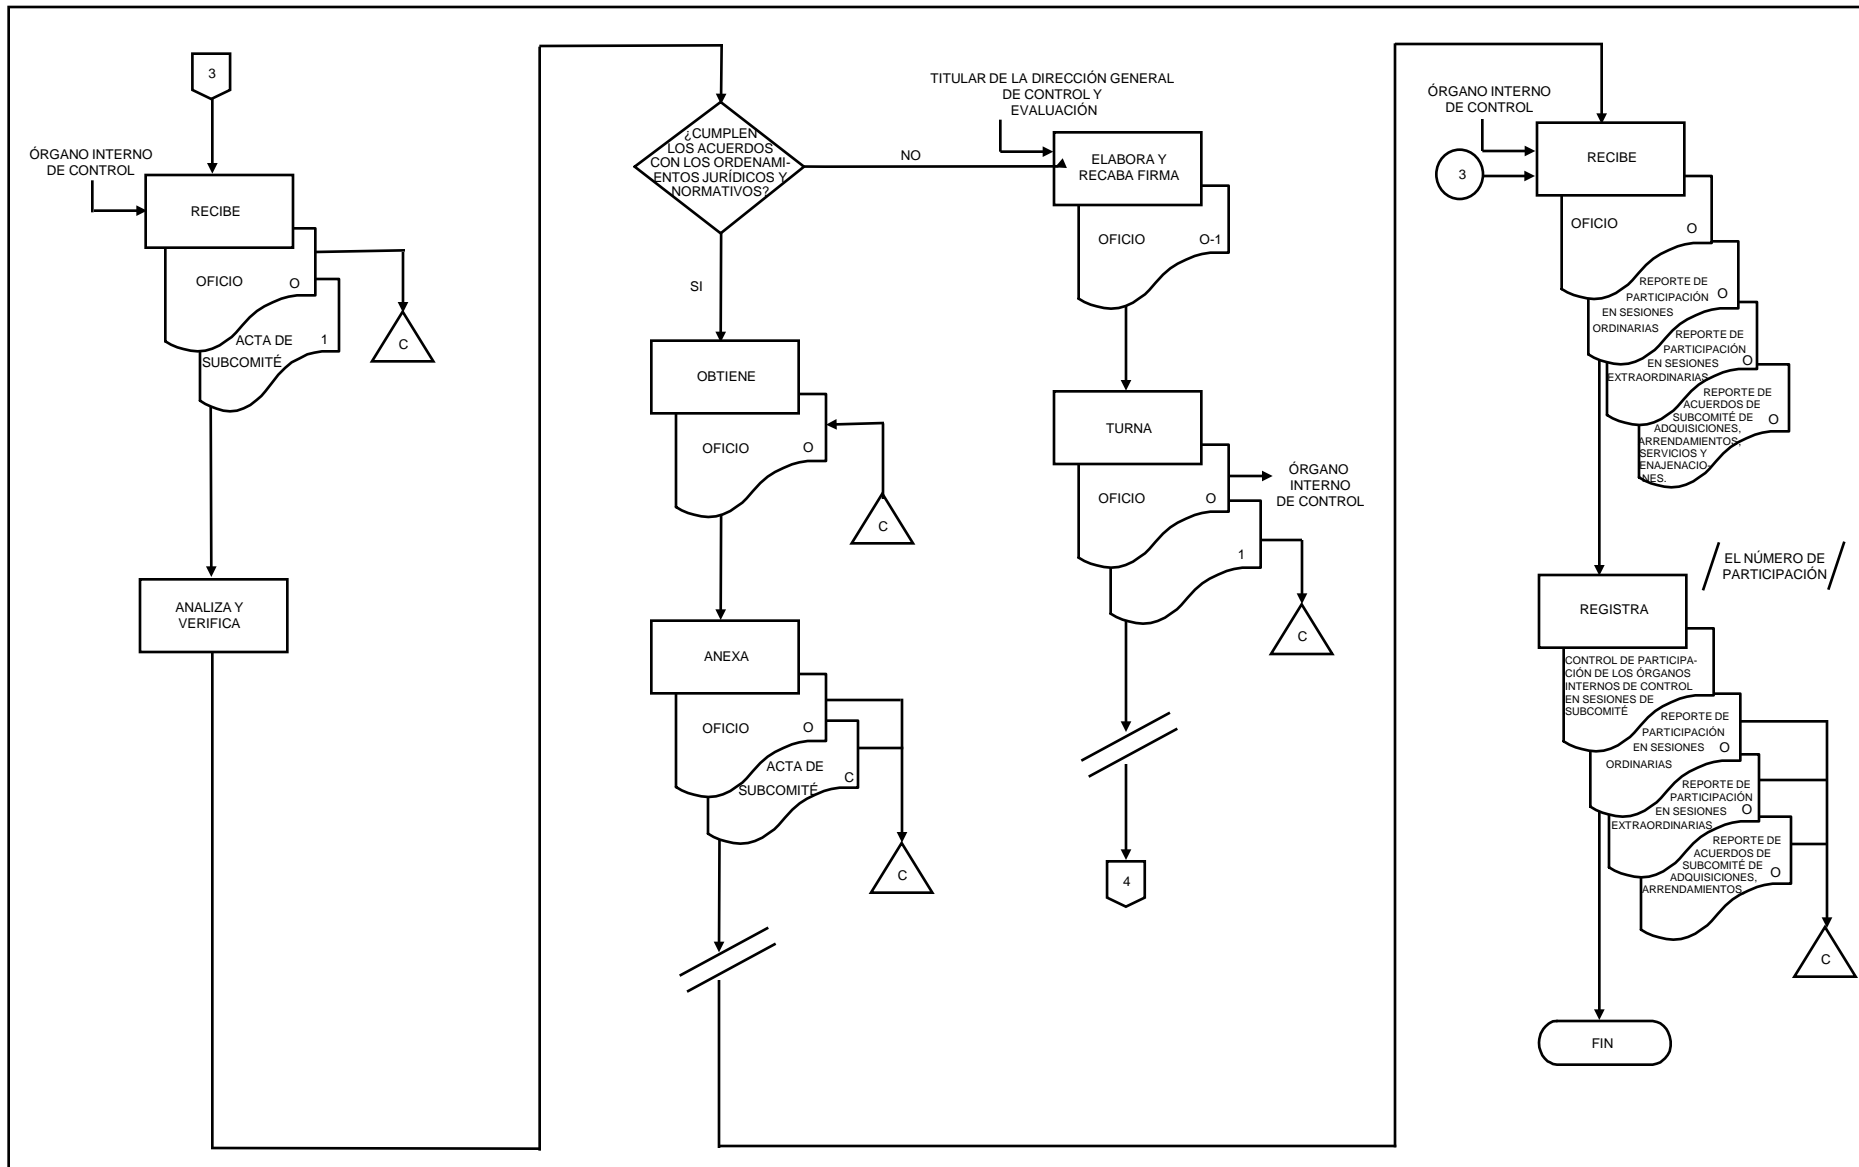 3
ÓRGANO INTERNO
DE CONTROL
RECIBE
OFICIO
O
ACTA DE
SUBCOMITÉ
1
C
ANALIZA Y
VERIFICA
¿CUMPLEN
LOS ACUERDOS
CON LOS ORDENAMI-
ENTOS JURÍDICOS Y
NORMATIVOS?
NO
SI
OBTIENE
OFICIO
O
C
ANEXA
OFICIO
O
ACTA DE
SUBCOMITÉ
C
C
TITULAR DE LA DIRECCIÓN GENERAL
DE CONTROL Y
EVALUACIÓN
ELABORA Y
RECABA FIRMA
OFICIO
O-1
TURNA
OFICIO
O
ÓRGANO
INTERNO
DE CONTROL
1
C
4
ÓRGANO INTERNO
DE CONTROL
3
RECIBE
OFICIO
O
REPORTE DE
PARTICIPACIÓN
EN SESIONES
ORDINARIAS
O
REPORTE DE
PARTICIPACIÓN
EN SESIONES
EXTRAORDINARIAS
O
REPORTE DE
ACUERDOS DE
SUBCOMITÉ DE
ADQUISICIONES,
ARRENDAMIENTOS,
SERVICIOS Y
ENAJENACIO-
NES.
O
EL NÚMERO DE
PARTICIPACIÓN
REGISTRA
CONTROL DE PARTICIPA-
CIÓN DE LOS ÓRGANOS
INTERNOS DE CONTROL
EN SESIONES DE
SUBCOMITÉ
REPORTE DE
PARTICIPACIÓN
EN SESIONES
ORDINARIAS
O
REPORTE DE
PARTICIPACIÓN
EN SESIONES
EXTRAORDINARIAS
O
REPORTE DE
ACUERDOS DE
SUBCOMITÉ DE
ADQUISICIONES,
ARRENDAMIENTOS,
O
C
FIN